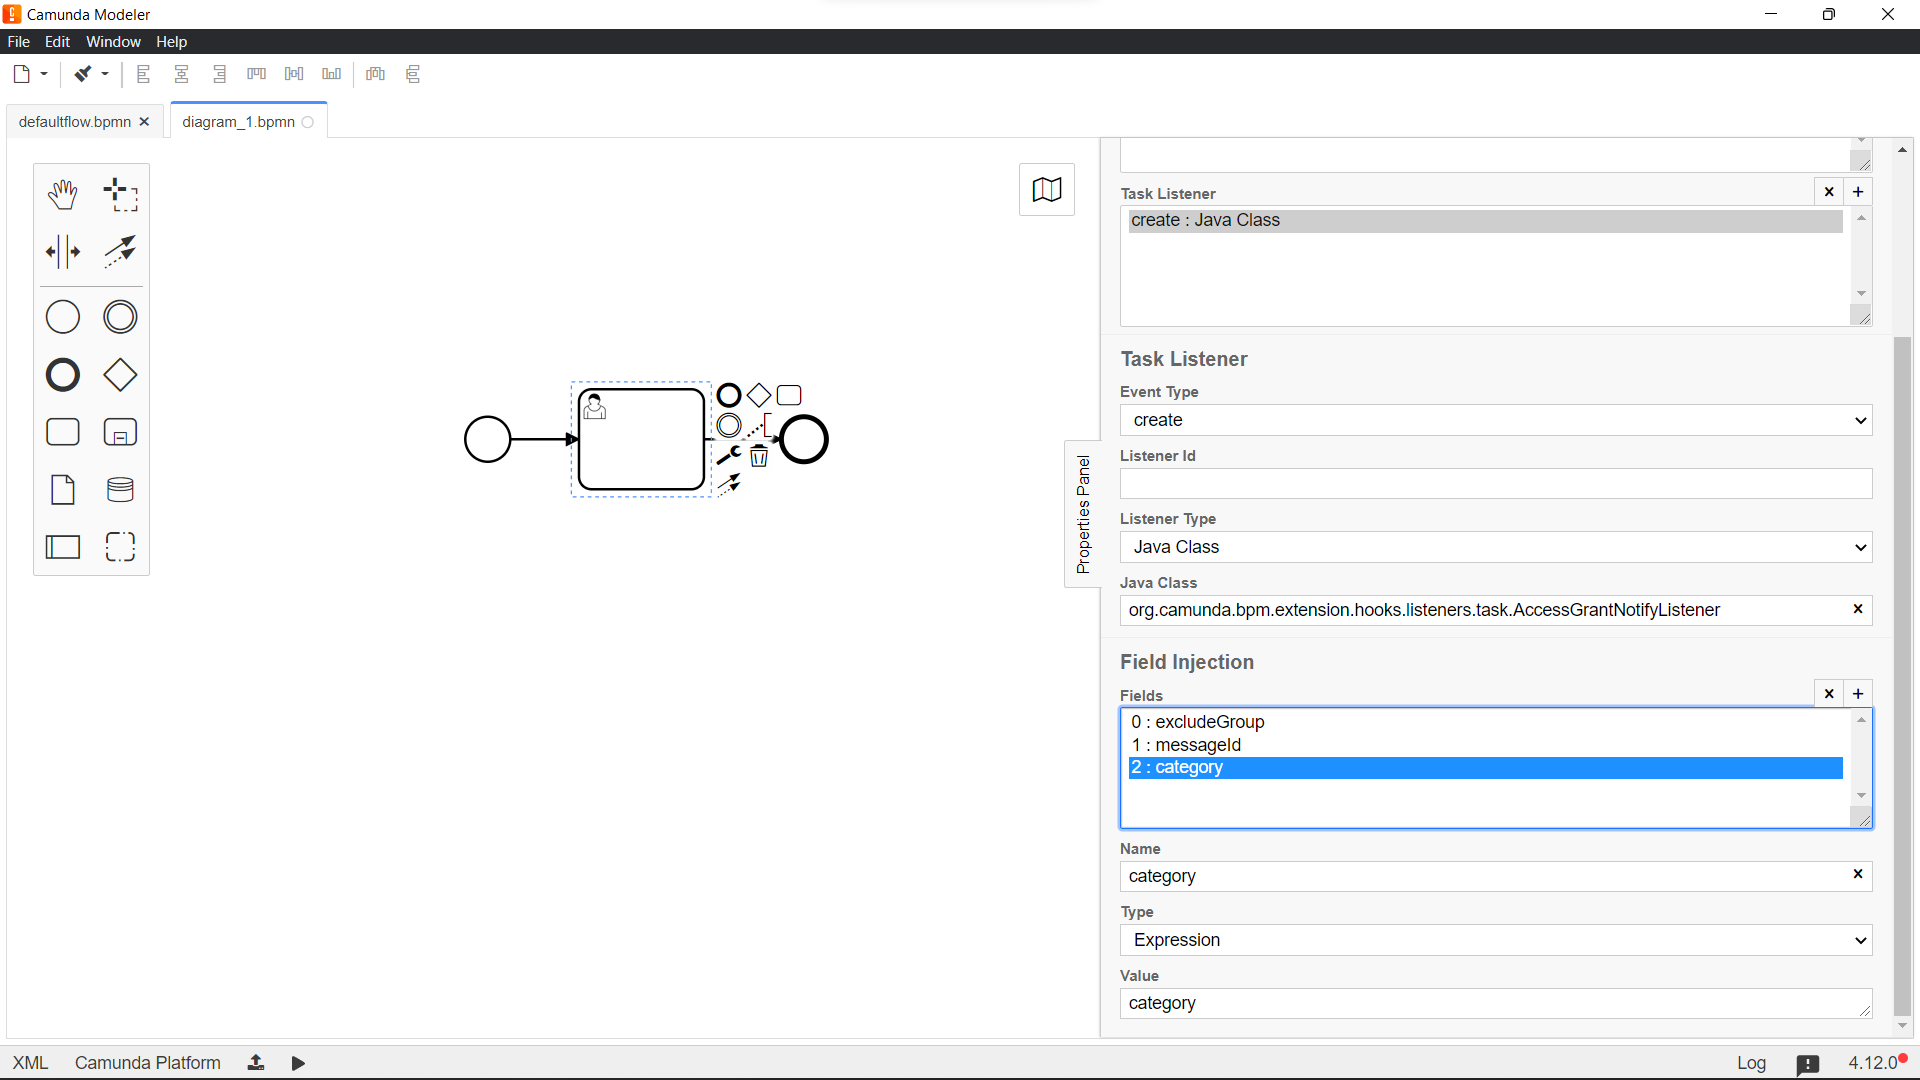 Camunda Modeler
File Edit Window Help
defaultflow.bpmn
diagram_1.bpmn
Properties Panel
Task Listener
create : Java Class
Task Listener
Event Type
create
Listener Id
Listener Type
Java Class
Java Class
org.camunda.bpm.extension.hooks.listeners.task.AccessGrantNotifyListener
Field Injection
Fields
0 : excludeGroup
1 : messageId
2 : category
Name
category
Type
Expression
Value
category
XML Camunda Platform
Log 4.12.0